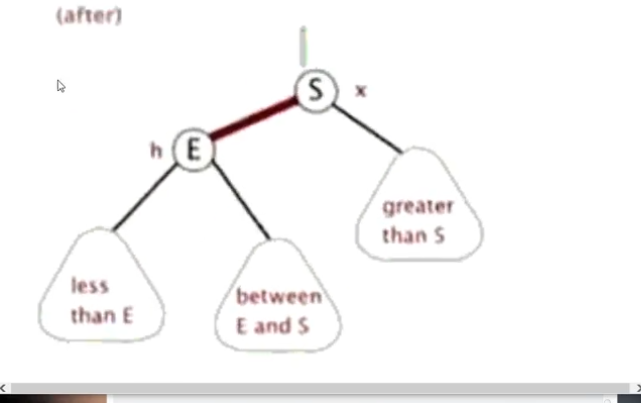 (after)
S
x
h
E
greater
than S
less
than E
between
E and S